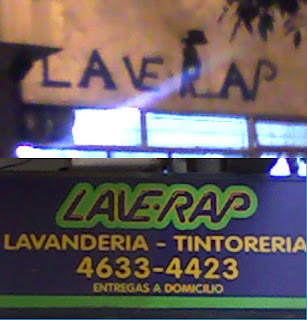 LAVERAP
LAVERAP
LAVANDERIA - TINTORERIA
4633-4423
ENTREGAS A DOMICILIO